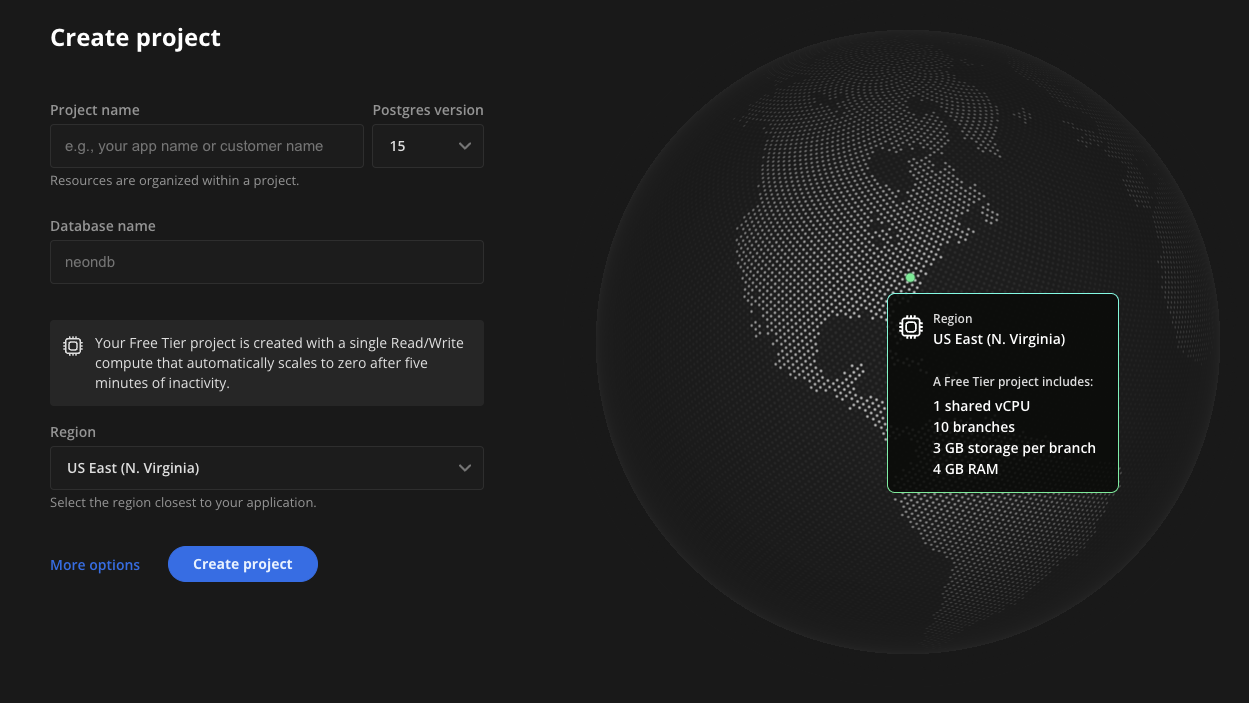 Create project
Project name
Postgres version
e.g., your app name or customer name
15
Resources are organized within a project.
Database name
neondb
Your Free Tier project is created with a single Read/Write
compute that automatically scales to zero after five
minutes of inactivity.
Region
US East (N. Virginia)
Select the region closest to your application.
More options
Create project
Region
US East (N. Virginia)
A Free Tier project includes:
1 shared vCPU
10 branches
3 GB storage per branch
4 GB RAM